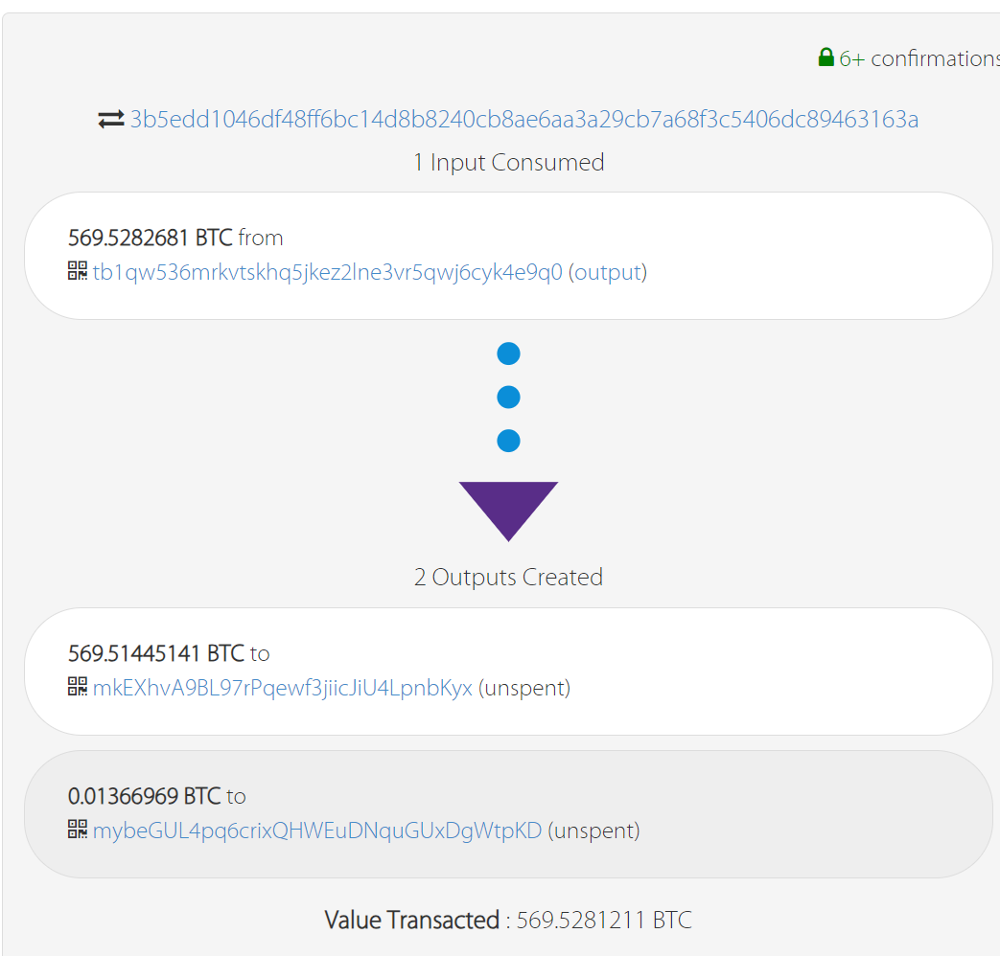 6+ confirmations
3b5edd1046df48ff6bc14d8b8240cb8ae6aa3a29cb7a68f3c5406dc89463163a
1 Input Consumed
569.5282681 BTC from
tb1qw536mrkvtskhq5jkez2lne3vr5qwj6cyk4e9q0 (output)
2 Outputs Created
569.51445141 BTC to
mkEXhvA9BL97rPqewf3jiicJiU4LpnbKyx (unspent)
0.01366969 BTC to
mybeGUL4pq6crixQHWEuDNquGUxDgWtpKD (unspent)
Value Transacted : 569.5281211 BTC